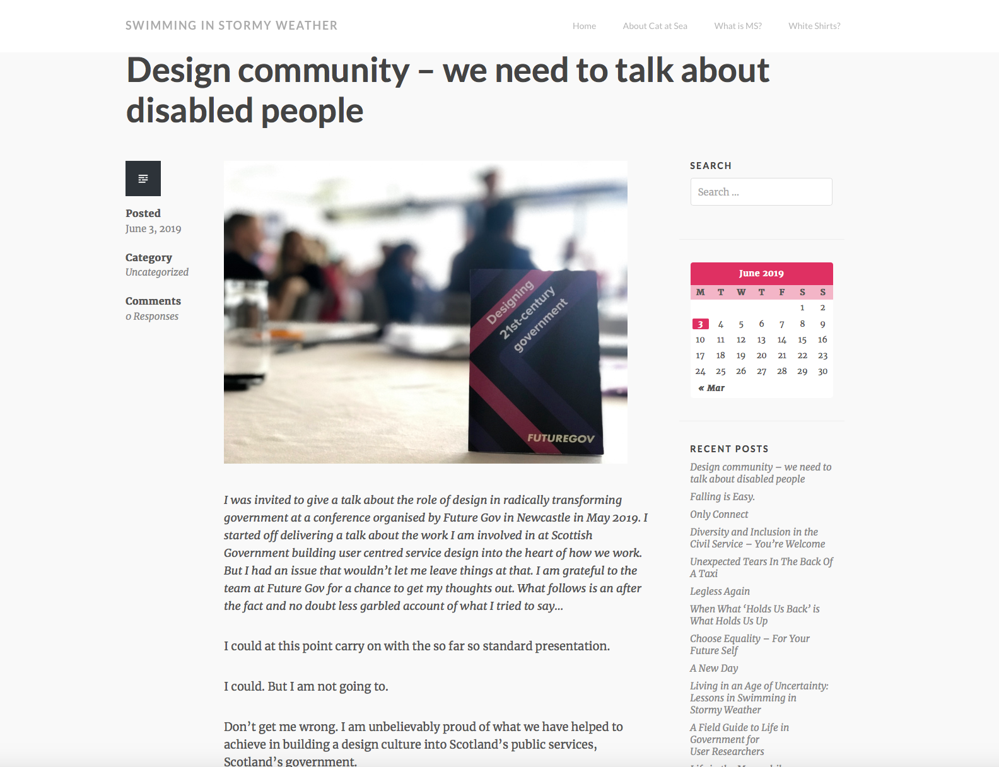 SWIMMING IN STORMY WEATHER
Home
About Cat at Sea
What is MS?
White Shirts?
Design community – we need to talk about
disabled people
Posted
June 3, 2019
Category
Uncategorized
Comments
0 Responses
Designing
21st-century
government
FUTUREGOV
I was invited to give a talk about the role of design in radically transforming
government at a conference organised by Future Gov in Newcastle in May 2019. I
started off delivering a talk about the work I am involved in at Scottish
Government building user centred service design into the heart of how we work.
But I had an issue that wouldn’t let me leave things at that. I am grateful to the
team at Future Gov for a chance to get my thoughts out. What follows is an after
the fact and no doubt less garbled account of what I tried to say…
I could at this point carry on with the so far so standard presentation.
I could. But I am not going to.
Don’t get me wrong. I am unbelievably proud of what we have helped to
achieve in building a design culture into Scotland’s public services,
Scotland’s government.
SEARCH
Search …
June 2019
M T W T F S S
1 2
3 4 5 6 7 8 9
10 11 12 13 14 15 16
17 18 19 20 21 22 23
24 25 26 27 28 29 30
« Mar
RECENT POSTS
Design community – we need to
talk about disabled people
Falling is Easy.
Only Connect
Diversity and Inclusion in the
Civil Service – You’re Welcome
Unexpected Tears In The Back Of
A Taxi
Legless Again
When What ‘Holds Us Back’ is
What Holds Us Up
Choose Equality – For Your
Future Self
A New Day
Living in an Age of Uncertainty:
Lessons in Swimming in
Stormy Weather
A Field Guide to Life in
Government for
User Researchers